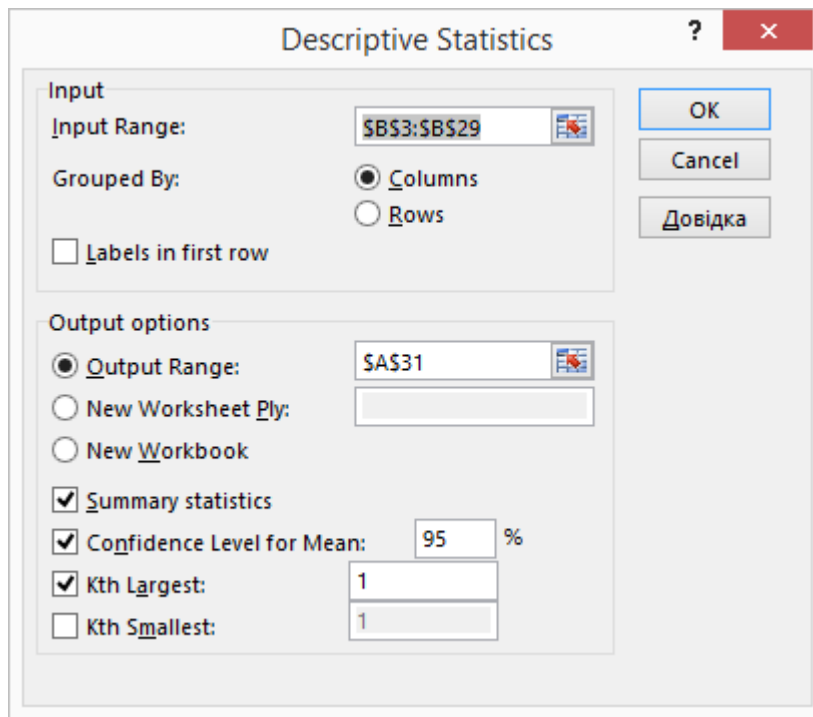 Descriptive Statistics
?
Input
Input Range:
$B$3:$B$29
Grouped By:
Columns
Rows
Labels in first row
OK
Cancel
Довідка
Output options
Output Range:
$A$31
New Worksheet Ply:
New Workbook
Summary statistics
Confidence Level for Mean:
95 %
Kth Largest:
1
Kth Smallest:
1